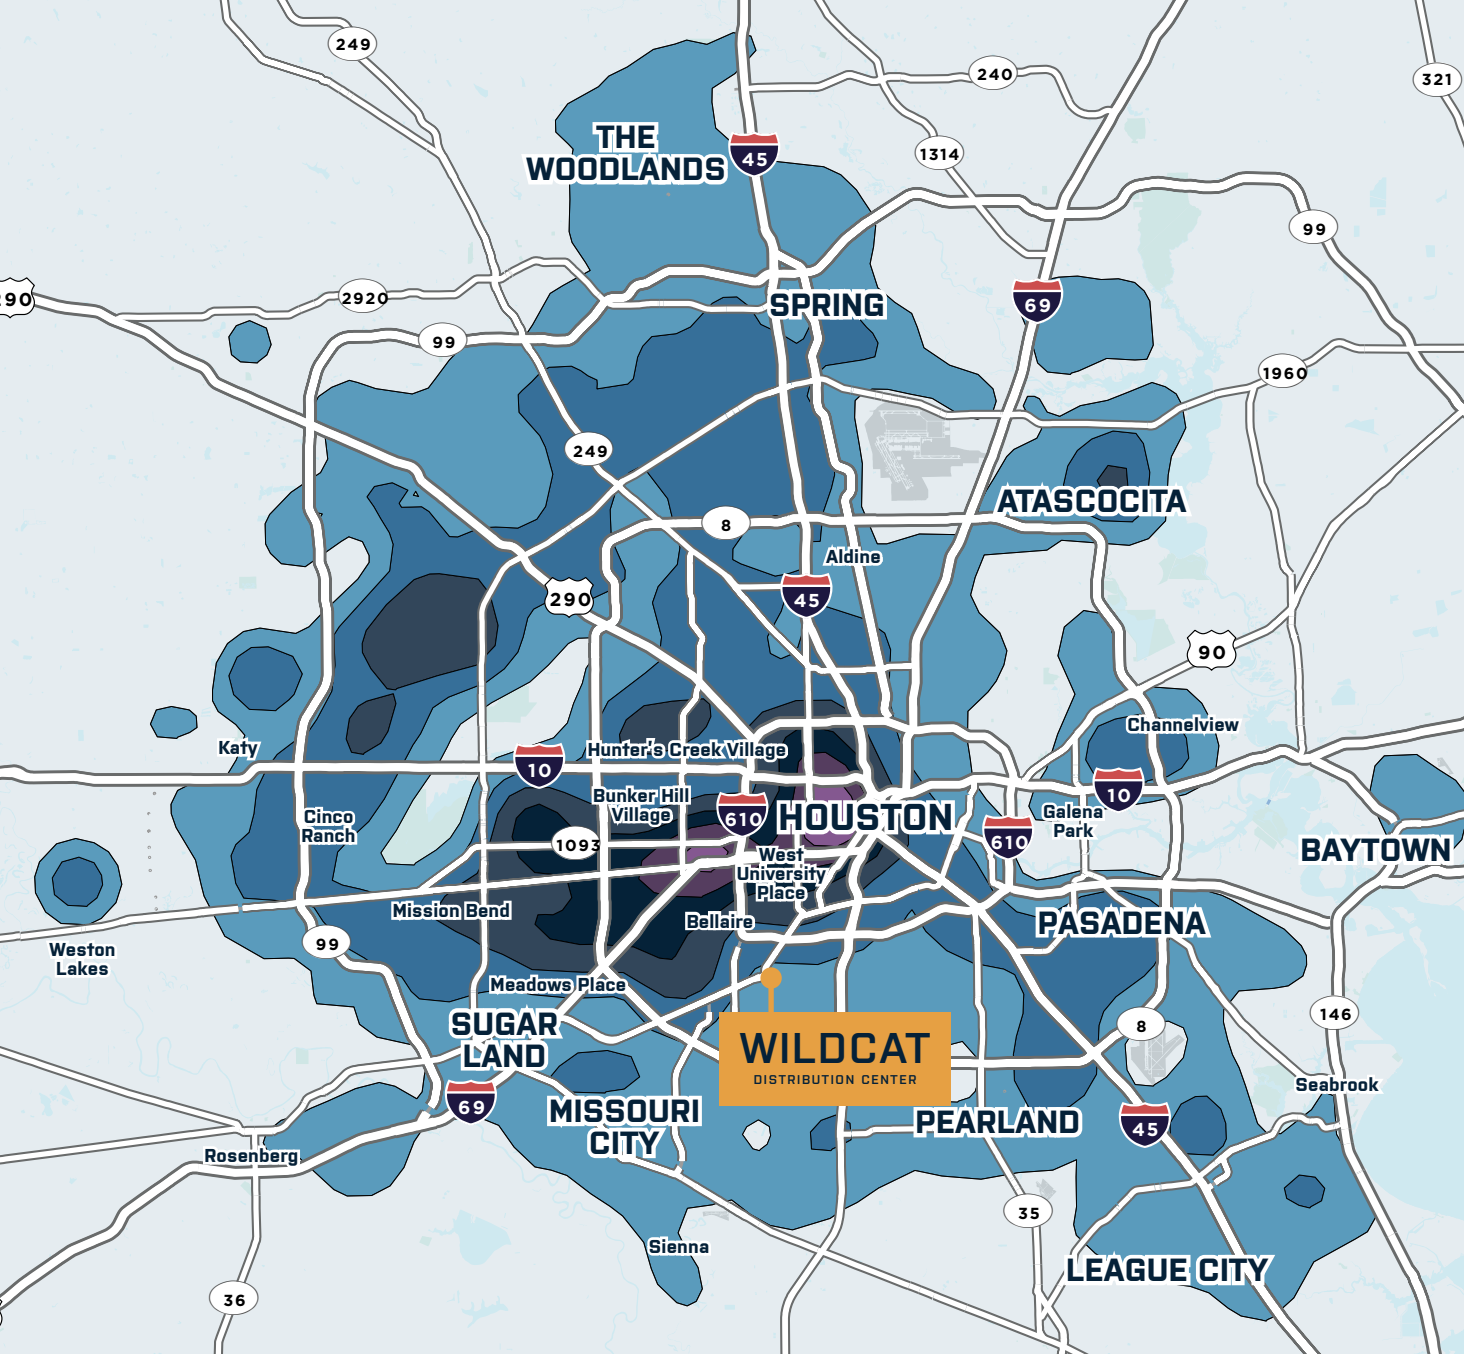 249
240
321
THE
WOODLANDS
45
1314
99
2920
290
SPRING
69
99
1960
249
ATASCOCITA
8
Aldine
290
45
90
Channelview
Katy
Hunter's Creek Village
10
10
Bunker Hill
Village
610
HOUSTON
Galena
Park
Cinco
Ranch
610
1093
BAYTOWN
West
University
Place
Mission Bend
Bellaire
PASADENA
99
Weston
Lakes
Meadows Place
SUGAR
LAND
146
8
WILDCAT
DISTRIBUTION CENTER
Seabrook
69
MISSOURI
CITY
PEARLAND
45
Rosenberg
35
Sienna
LEAGUE CITY
36